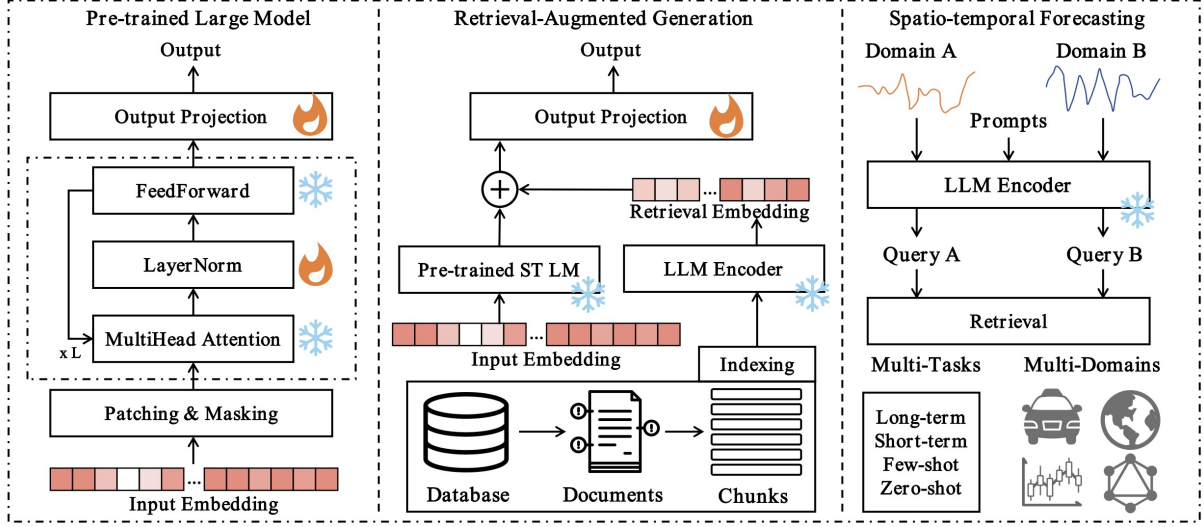 Pre-trained Large Model
Output
Output Projection
FeedForward
LayerNorm
MultiHead Attention
x L
Patching & Masking
...
Input Embedding
Retrieval-Augmented Generation
Output
Output Projection
...
Retrieval Embedding
Pre-trained ST LM
LLM Encoder
...
Input Embedding
Indexing
Database
Documents
Chunks
Spatio-temporal Forecasting
Domain A
Domain B
Prompts
LLM Encoder
Query A
Query B
Retrieval
Multi-Tasks
Multi-Domains
Long-term
Short-term
Few-shot
Zero-shot